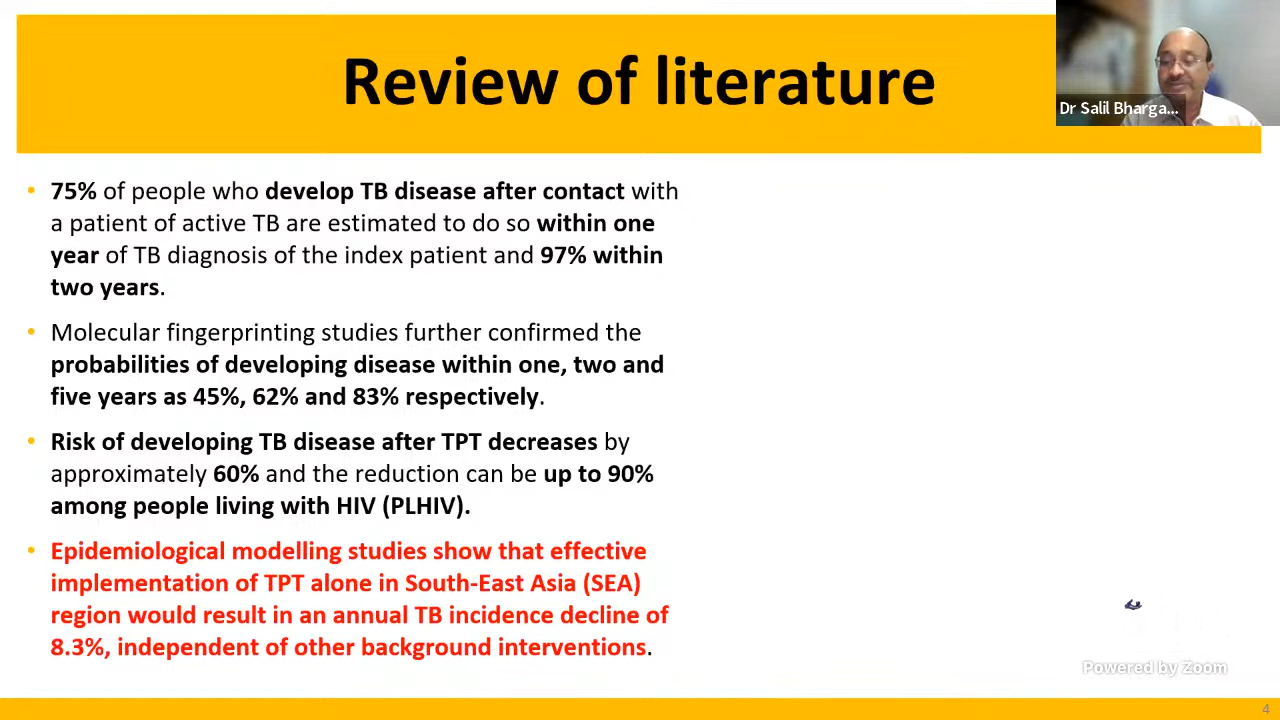 Review of literature
Dr Salil Bharga...
• 75% of people who develop TB disease after contact with
a patient of active TB are estimated to do so within one
year of TB diagnosis of the index patient and 97% within
two years.
• Molecular fingerprinting studies further confirmed the
probabilities of developing disease within one, two and
five years as 45%, 62% and 83% respectively.
• Risk of developing TB disease after TPT decreases by
approximately 60% and the reduction can be up to 90%
among people living with HIV (PLHIV).
• Epidemiological modelling studies show that effective
implementation of TPT alone in South-East Asia (SEA)
region would result in an annual TB incidence decline of
8.3%, independent of other background interventions.
Powered by Zoom
4